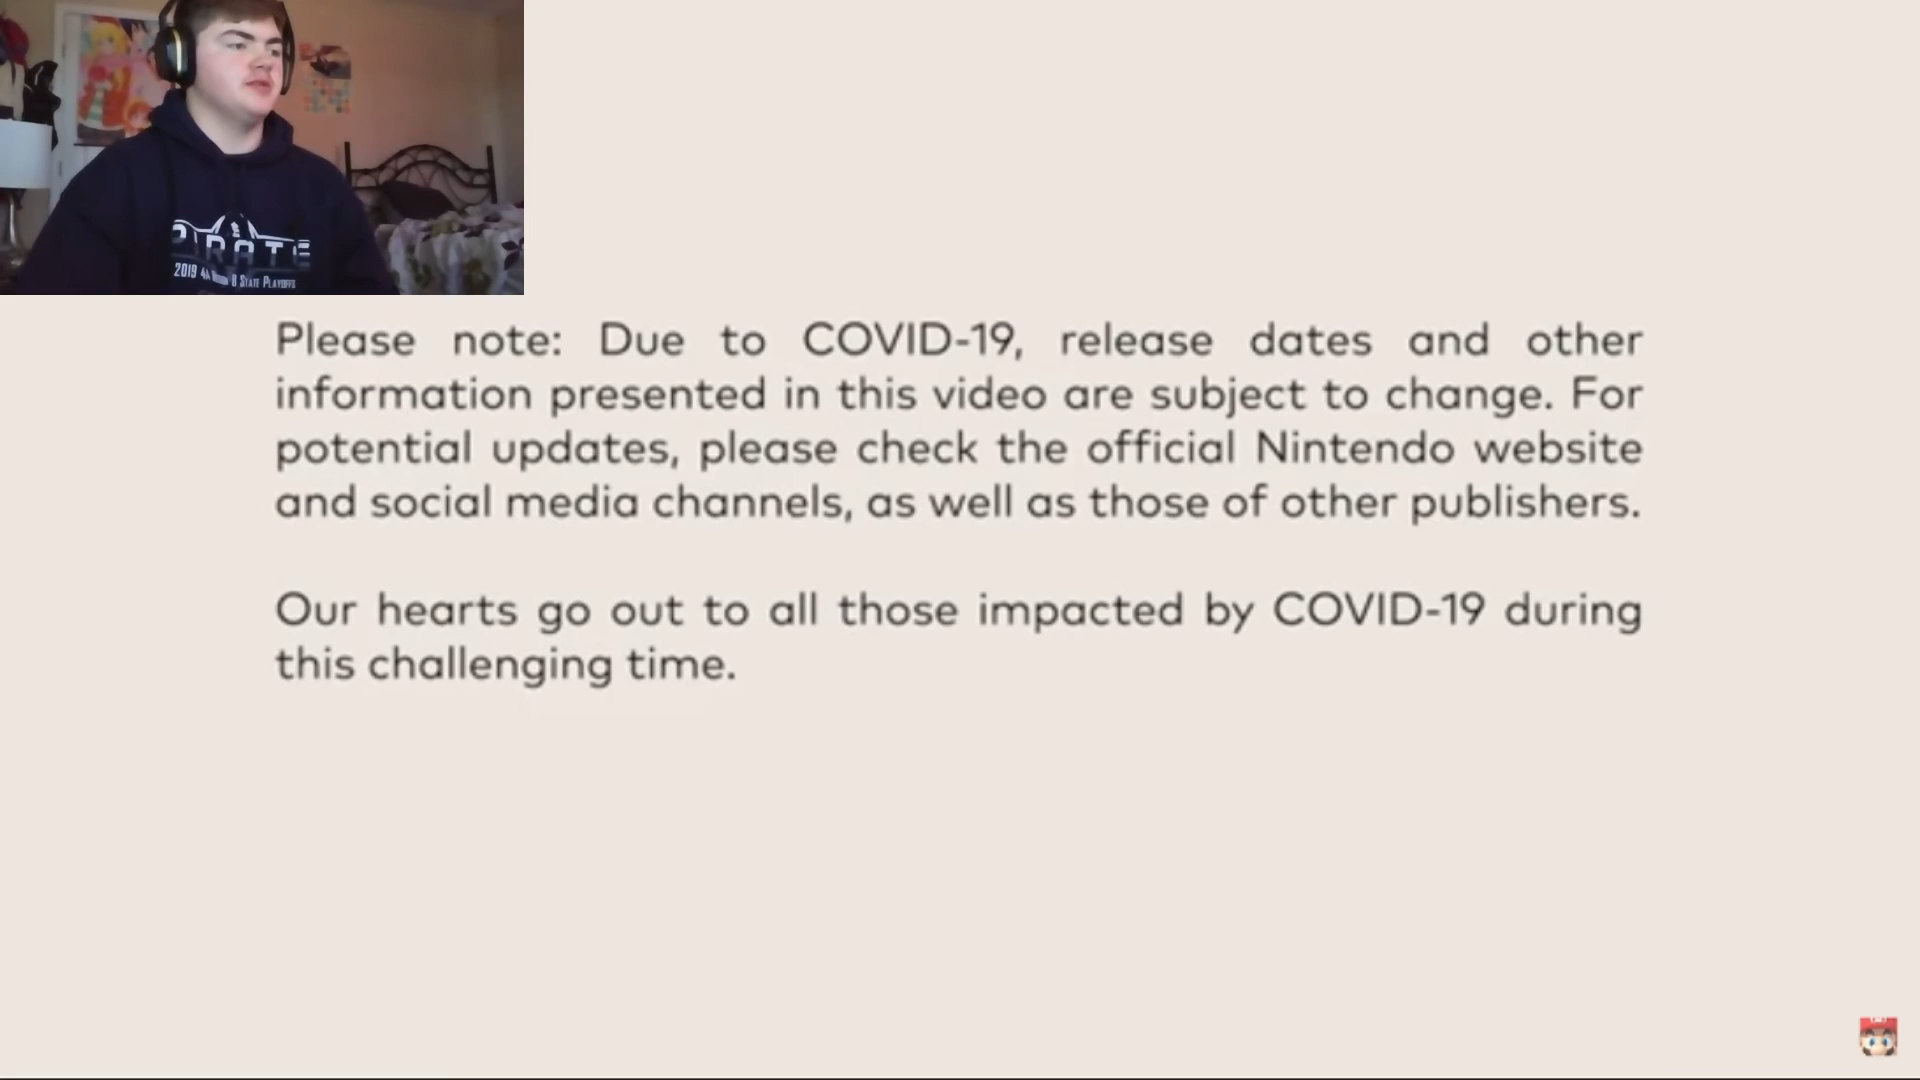 PIRATE
2019 4A B STATE PLAYOFFS
Please note: Due to COVID-19, release dates and other
information presented in this video are subject to change. For
potential updates, please check the official Nintendo website
and social media channels, as well as those of other publishers.
Our hearts go out to all those impacted by COVID-19 during
this challenging time.